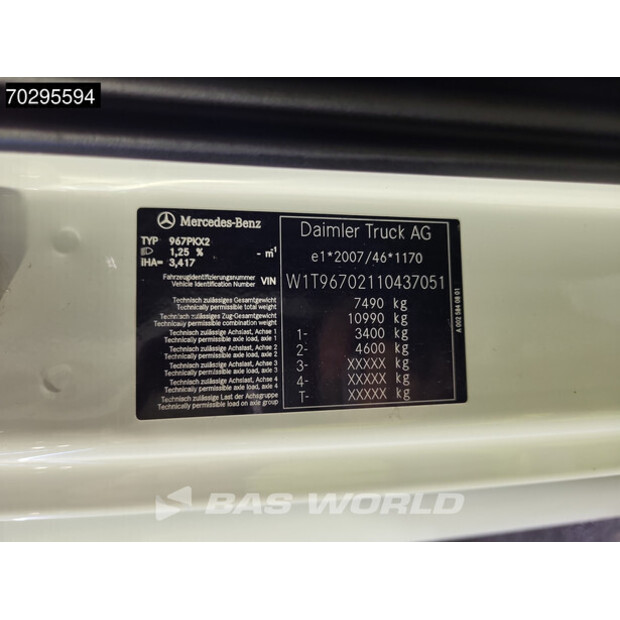 70295594
Mercedes-Benz
TYP 967PKX2
1,25 % - m⁻¹
iHA= 3,417
Fahrzeugidentifizierungsnummer
Vehicle Identification Number VIN
Technisch zulässiges Gesamtgewicht
Technically permissible total weight
Technisch zulässiges Zug-Gesamtgewicht
Technically permissible combination weight
Technisch zulässige Achslast, Achse 1
Technically permissible axle load, axle 1
Technisch zulässige Achslast, Achse 2
Technically permissible axle load, axle 2
Technisch zulässige Achslast, Achse 3
Technically permissible axle load, axle 3
Technisch zulässige Achslast, Achse 4
Technically permissible axle load, axle 4
Technisch zulässige Last der Achsgruppe
Technically permissible load on axle group
Daimler Truck AG
e1*2007/46*1170
W1T96702110437051
7490 kg
10990 kg
1- 3400 kg
2- 4600 kg
3- XXXXX kg
4- XXXXX kg
T- XXXXX kg
A 002 584 08 01
BAS WORLD